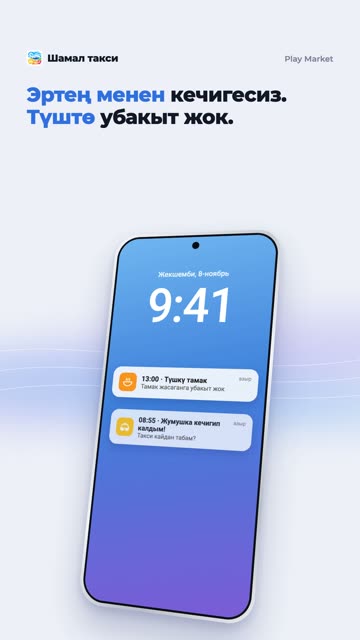 Шамал такси
Play Market
Эртең менен кечигесиз.
Түштө убакыт жок.
Жекшемби, 8-ноябрь
9:41
13:00 · Түшкү тамак
азыр
Тамак жасаганга убакыт жок
08:55 · Жумушка кечигип
калдым!
азыр
Такси кайдан табам?